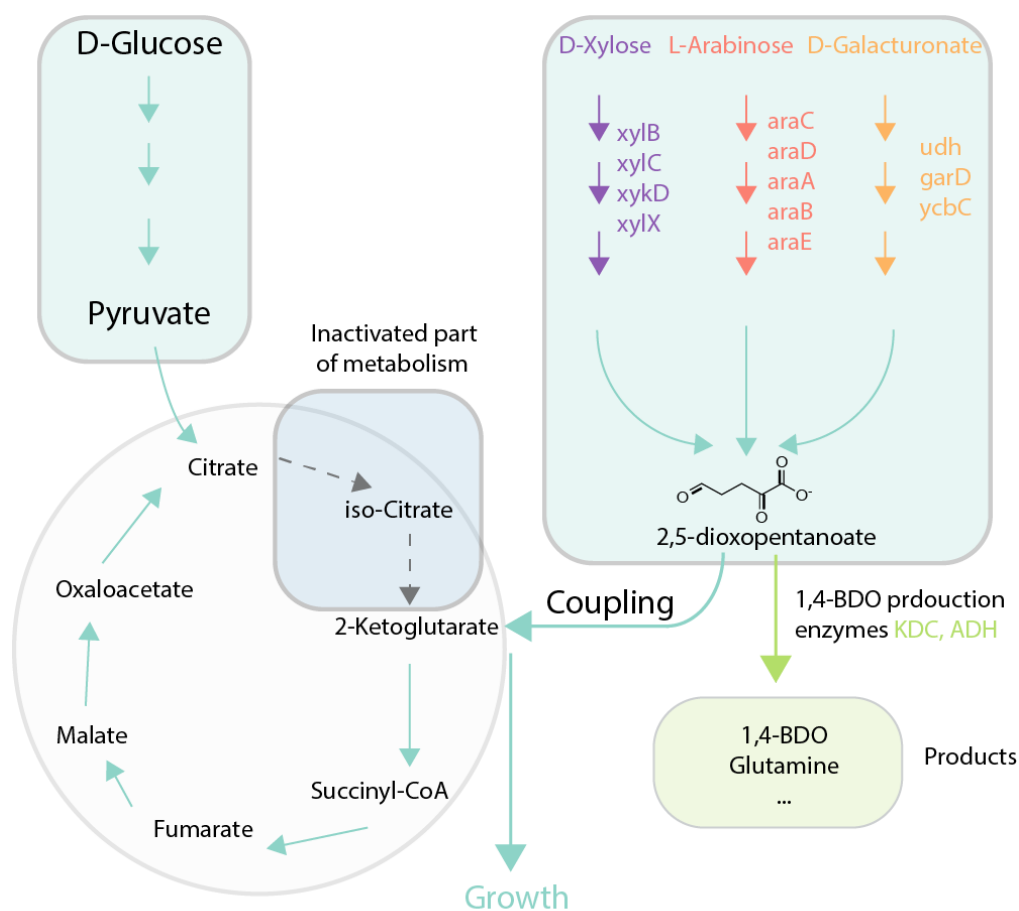 D-Glucose
Pyruvate
D-Xylose L-Arabinose D-Galacturonate
xylB
xylC
xykD
xylX
araC
araD
araA
araB
araE
udh
garD
ycbC
O
O
O
O-
2,5-dioxopentanoate
Inactivated part
of metabolism
Citrate
iso-Citrate
2-Ketoglutarate
Succinyl-CoA
Fumarate
Malate
Oxaloacetate
Coupling
Growth
1,4-BDO prdouction
enzymes KDC, ADH
1,4-BDO
Glutamine
...
Products